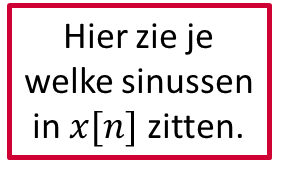 Hier zie je
welke sinussen
in x[n] zitten.